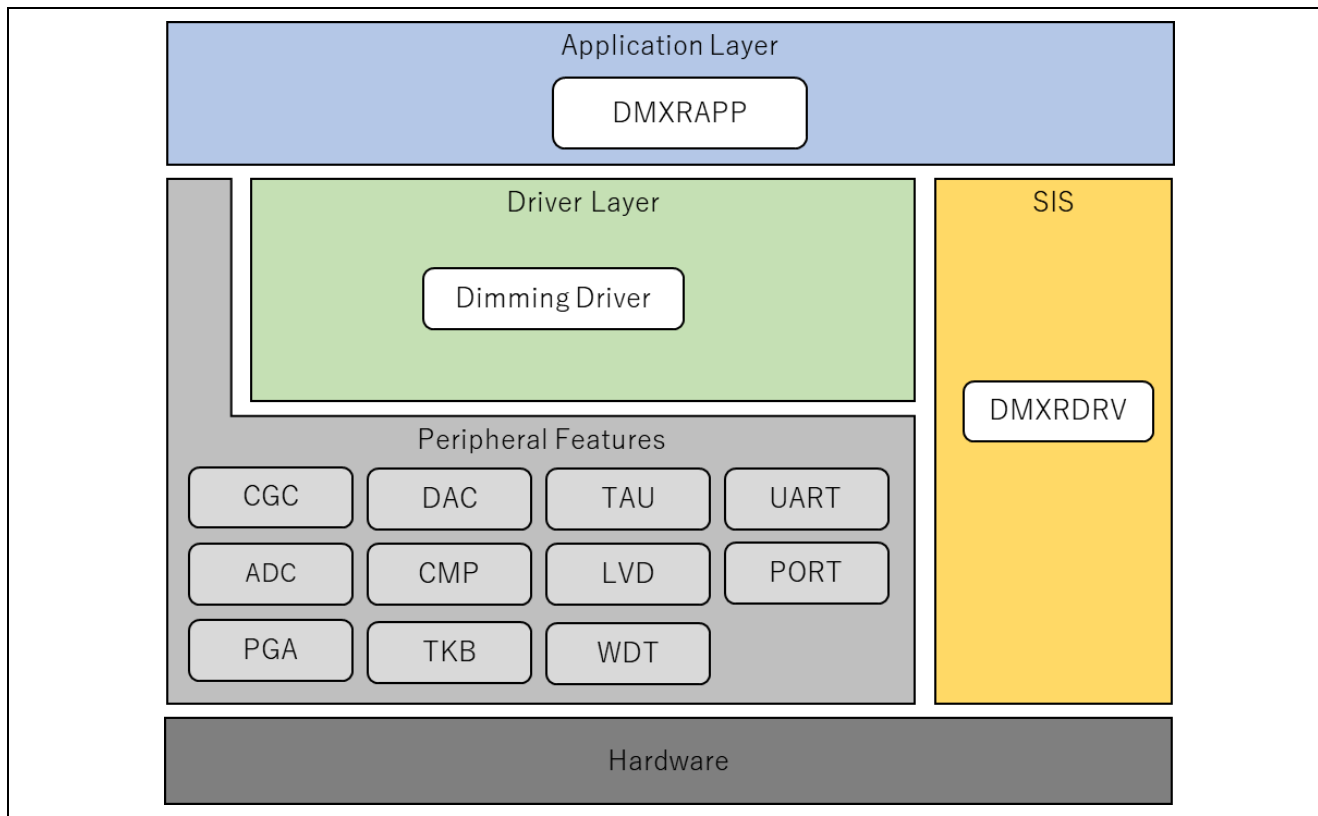 Application Layer
DMXRAPP
Driver Layer
Dimming Driver
SIS
DMXRDRV
Peripheral Features
CGC
DAC
TAU
UART
ADC
CMP
LVD
PORT
PGA
TKB
WDT
Hardware